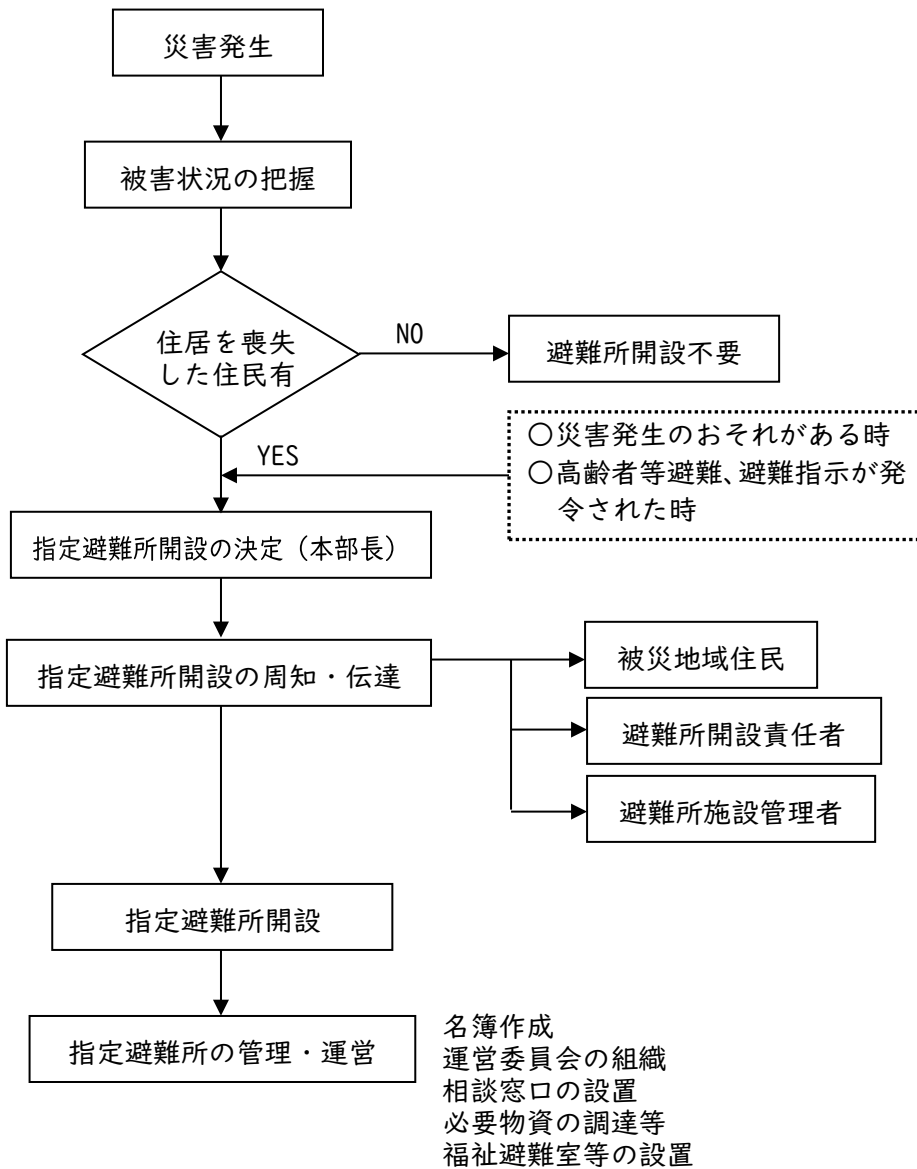 災害発生
被害状況の把握
住居を喪失
した住民有
NO
避難所開設不要
YES
○災害発生のおそれがある時
○高齢者等避難、避難指示が発
令された時
指定避難所開設の決定（本部長）
指定避難所開設の周知・伝達
被災地域住民
避難所開設責任者
避難所施設管理者
指定避難所開設
指定避難所の管理・運営
名簿作成
運営委員会の組織
相談窓口の設置
必要物資の調達等
福祉避難室等の設置